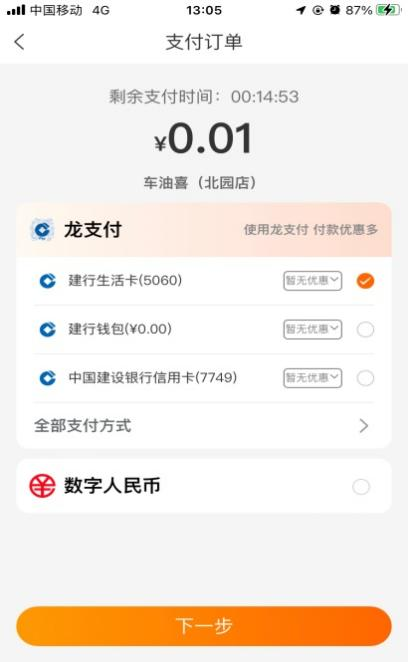 中国移动 4G 13:05 87%
支付订单
剩余支付时间：00:14:53
¥0.01
车油喜（北园店）
龙支付 使用龙支付 付款优惠多
建行生活卡(5060) 暂无优惠
建行钱包(¥0.00) 暂无优惠
中国建设银行信用卡(7749) 暂无优惠
全部支付方式
数字人民币
下一步